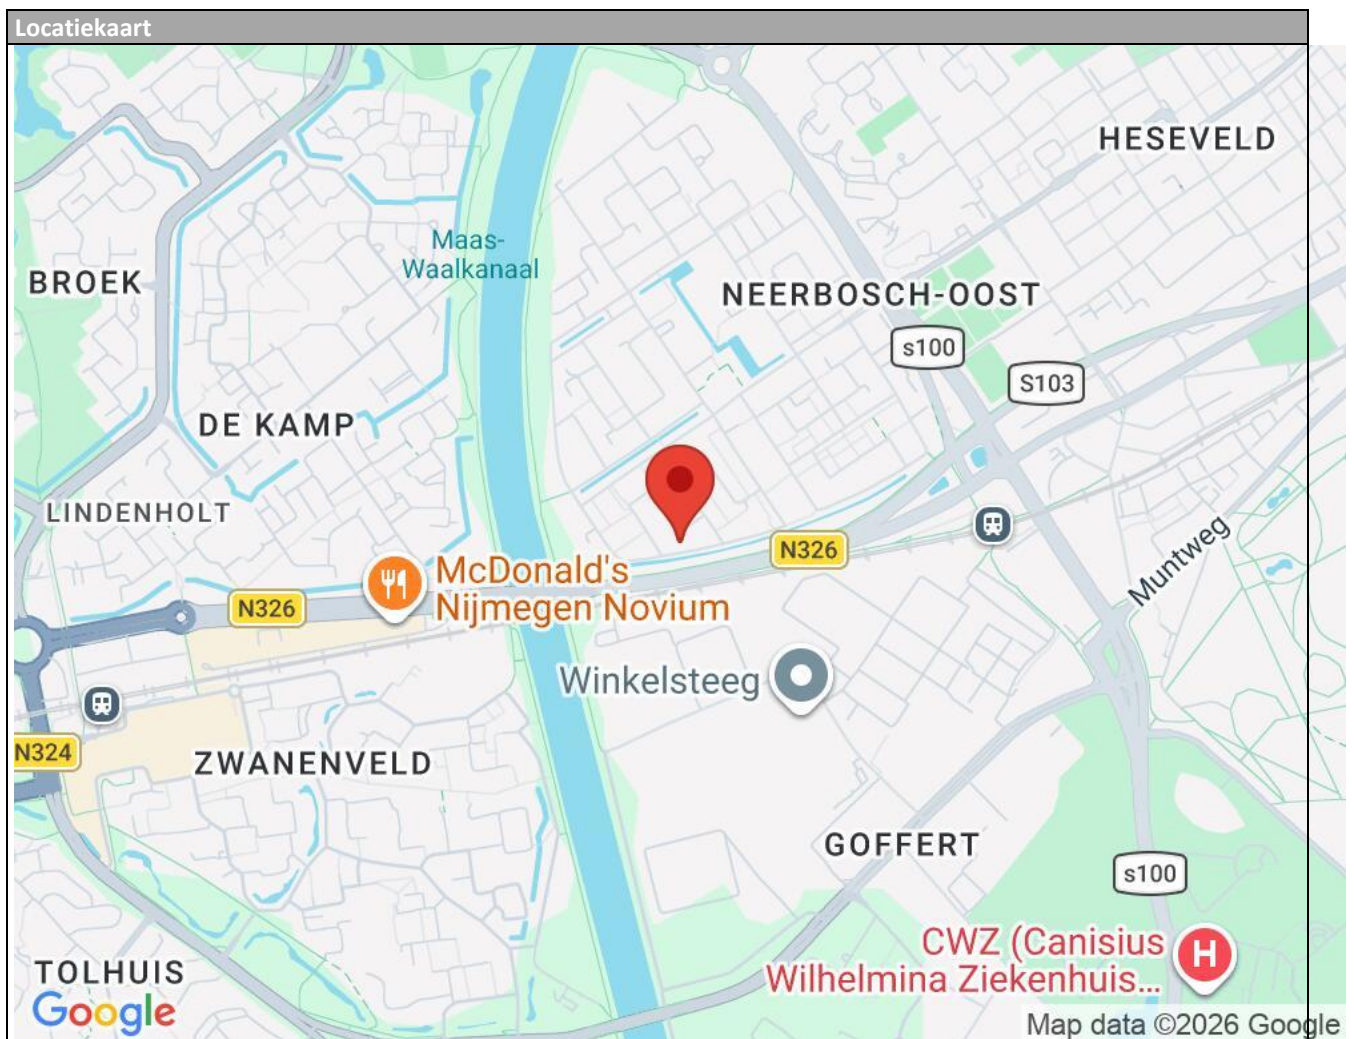 Locatiekaart
HESEVELD
Maas-
Waalkanaal
BROEK
NEERBOSCH-OOST
s100
S103
DE KAMP
LINDENHOLT
N326
Muntweg
McDonald's
Nijmegen Novium
N326
Winkelsteeg
N324
ZWANENVELD
GOFFERT
s100
CWZ (Canisius
Wilhelmina Ziekenhuis...
H
TOLHUIS
Google
Map data ©2026 Google